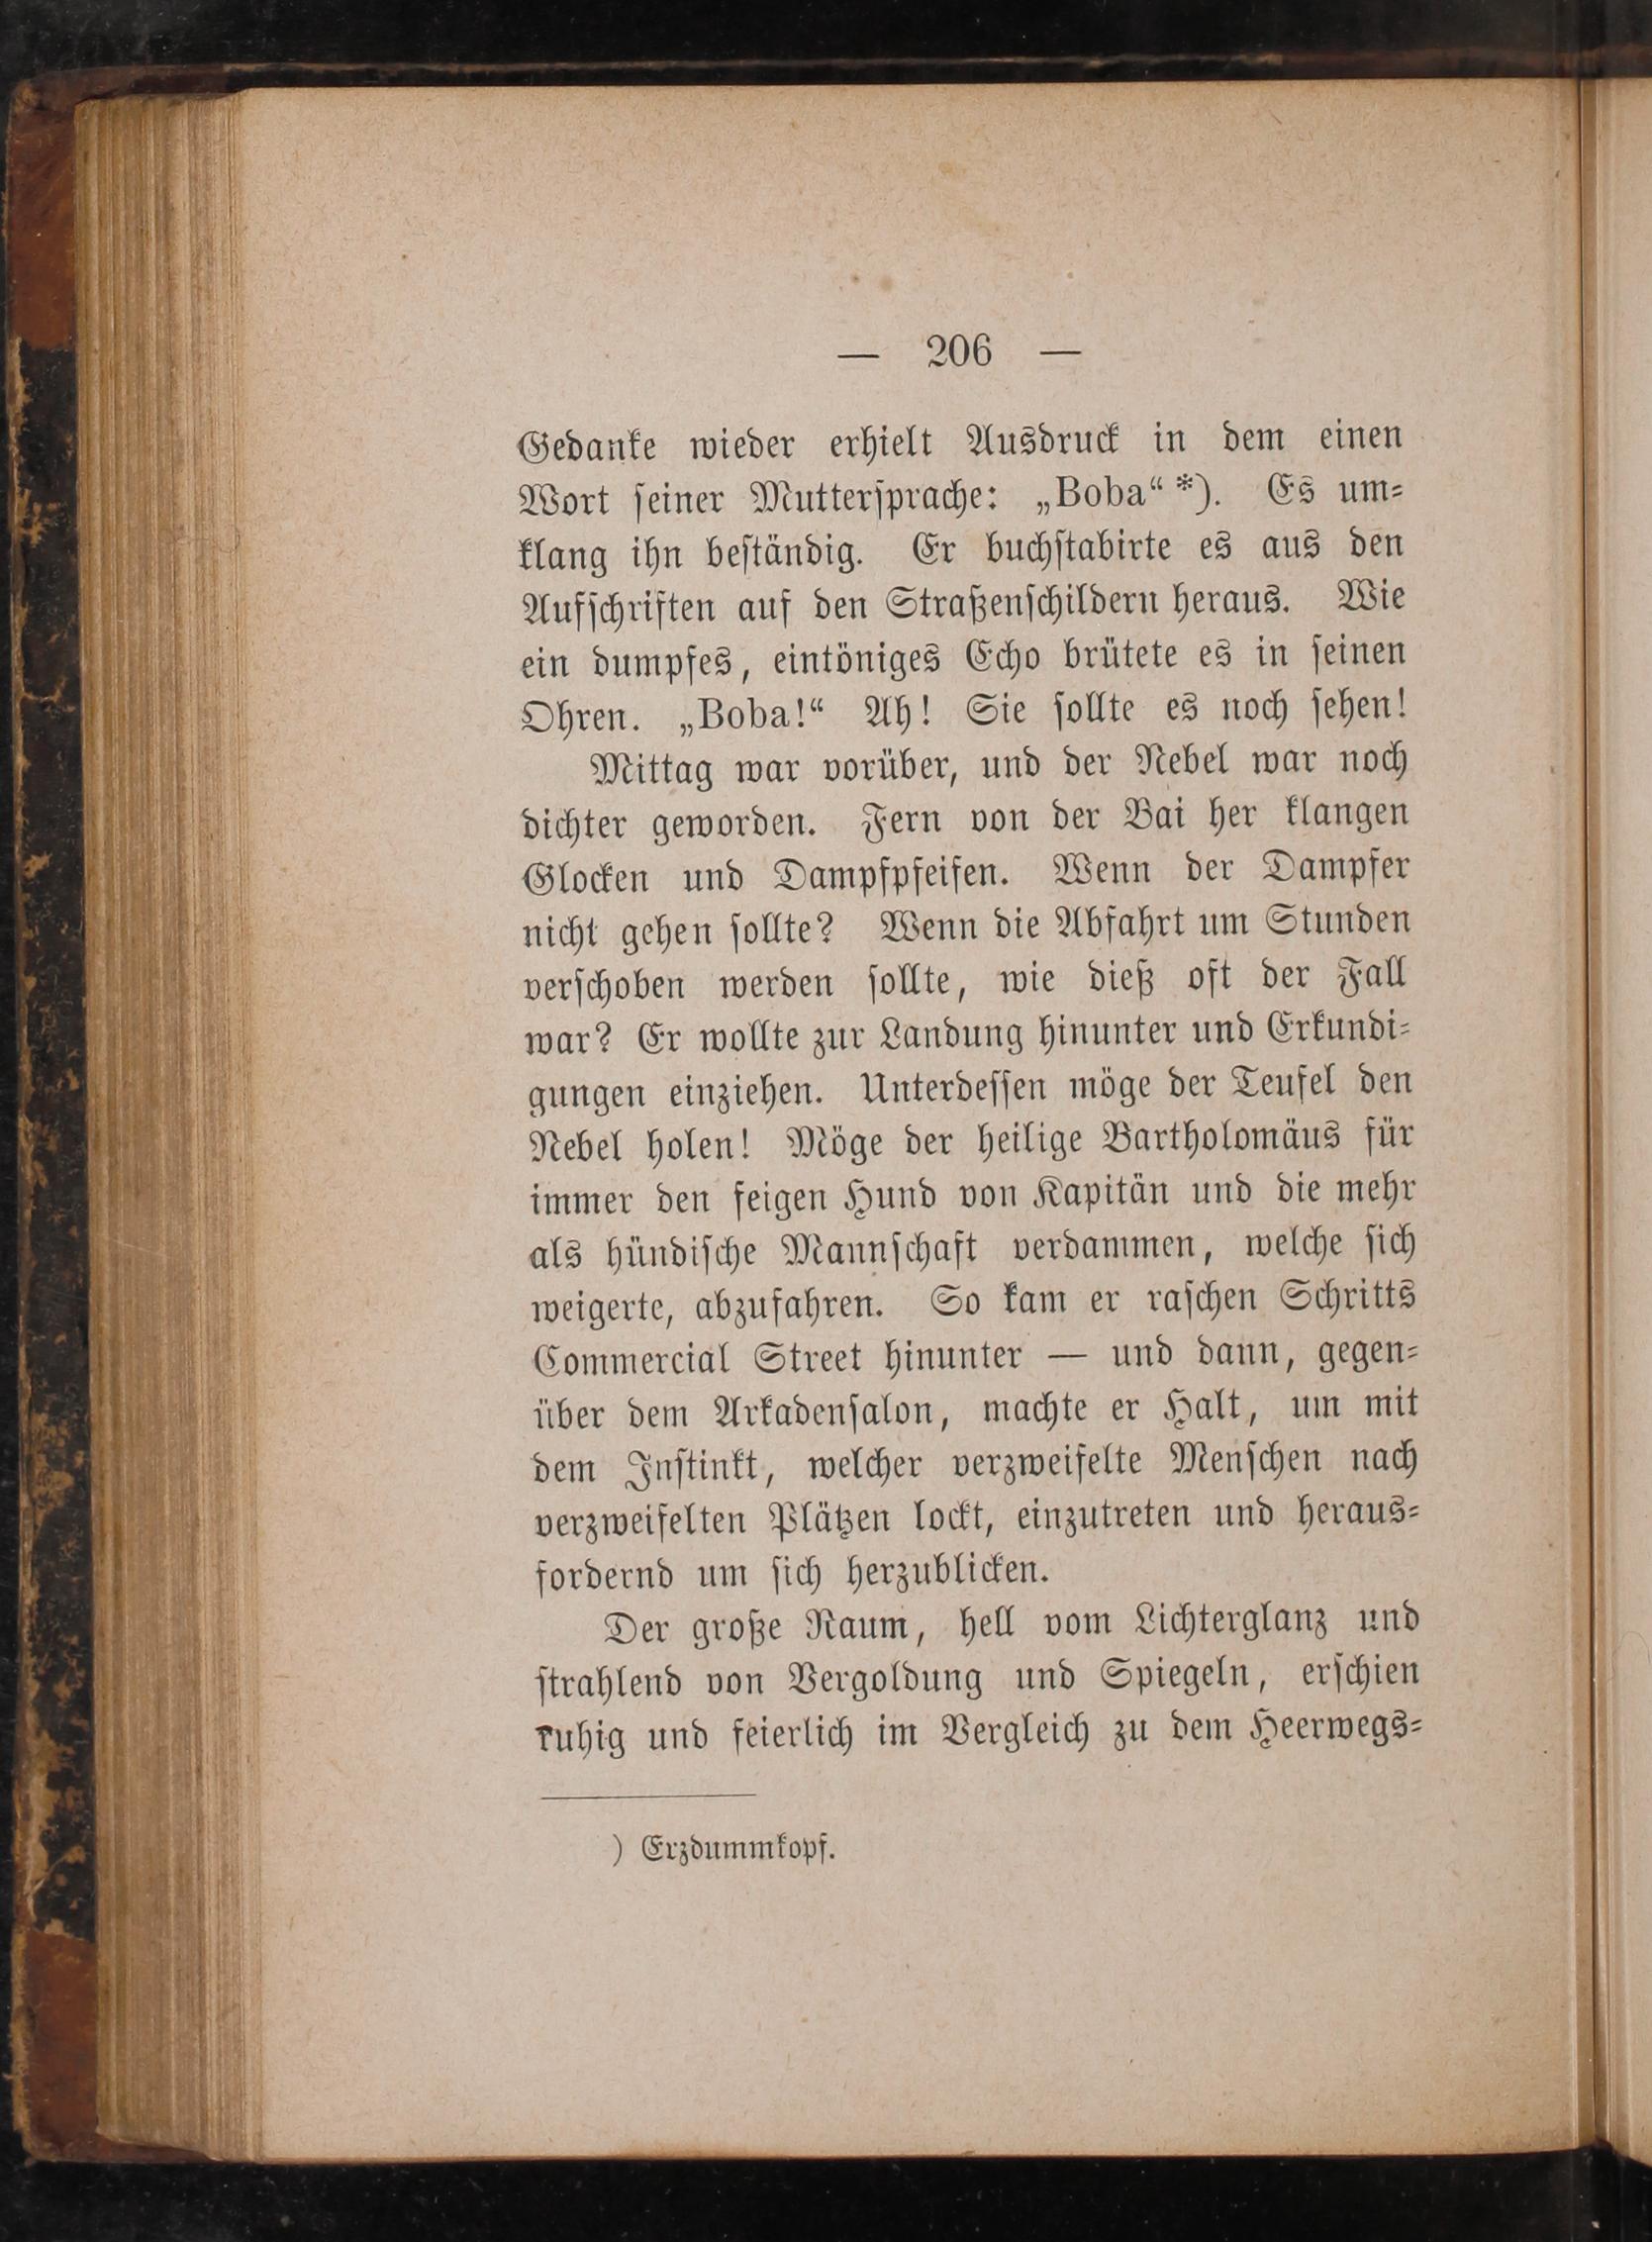 — 206 —
Gedanke wieder erhielt Ausdruck in dem einen
Wort seiner Muttersprache: „Boba“ *). Es um=
klang ihn beständig. Er buchstabirte es aus den
Aufschriften auf den Straßenschildern heraus. Wie
ein dumpfes, eintöniges Echo brütete es in seinen
Ohren. „Boba!“ Ah! Sie sollte es noch sehen!
Mittag war vorüber, und der Nebel war noch
dichter geworden. Fern von der Bai her klangen
Glocken und Dampfpfeifen. Wenn der Dampfer
nicht gehen sollte? Wenn die Abfahrt um Stunden
verschoben werden sollte, wie dieß oft der Fall
war? Er wollte zur Landung hinunter und Erkundi=
gungen einziehen. Unterdessen möge der Teufel den
Nebel holen! Möge der heilige Bartholomäus für
immer den feigen Hund von Kapitän und die mehr
als hündische Mannschaft verdammen, welche sich
weigerte, abzufahren. So kam er raschen Schritts
Commercial Street hinunter — und dann, gegen=
über dem Arkadensalon, machte er Halt, um mit
dem Instinkt, welcher verzweifelte Menschen nach
verzweifelten Plätzen lockt, einzutreten und heraus=
fordernd um sich herzublicken.
Der große Raum, hell vom Lichterglanz und
strahlend von Vergoldung und Spiegeln, erschien
ruhig und feierlich im Vergleich zu dem Heerwegs=
) Erzdummkopf.